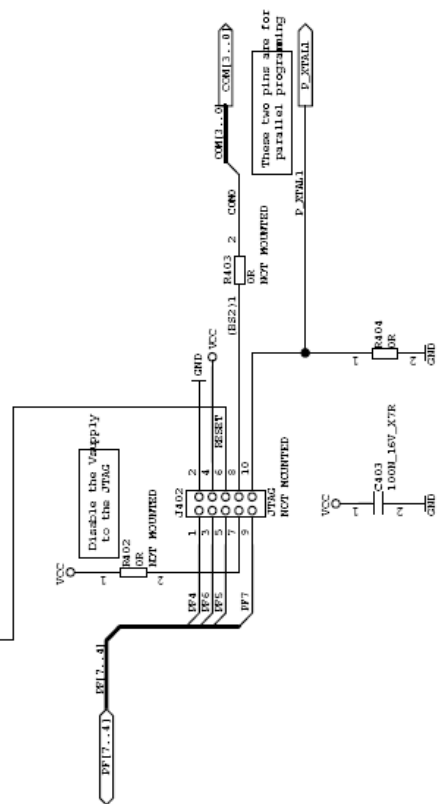 COM[3..0]
These two pins are for
parallel programming
P_XTAL1
COM[3..0]
COM0
P_XTAL1
2
R403
0R
NOT MOUNTED
(BS2)1
GND
VCC
RESET
1
R404
0R
2
GND
2
4
6
8
10
J402
JTAG
NOT MOUNTED
1
3
5
7
9
VCC
1
C403
100N_16V_X7R
2
GND
Disable the Vsupply
to the JTAG
VCC
1
R402
0R
NOT MOUNTED
2
PF4
PF6
PF5
PF7
PF[7..4]
PF[7..4]